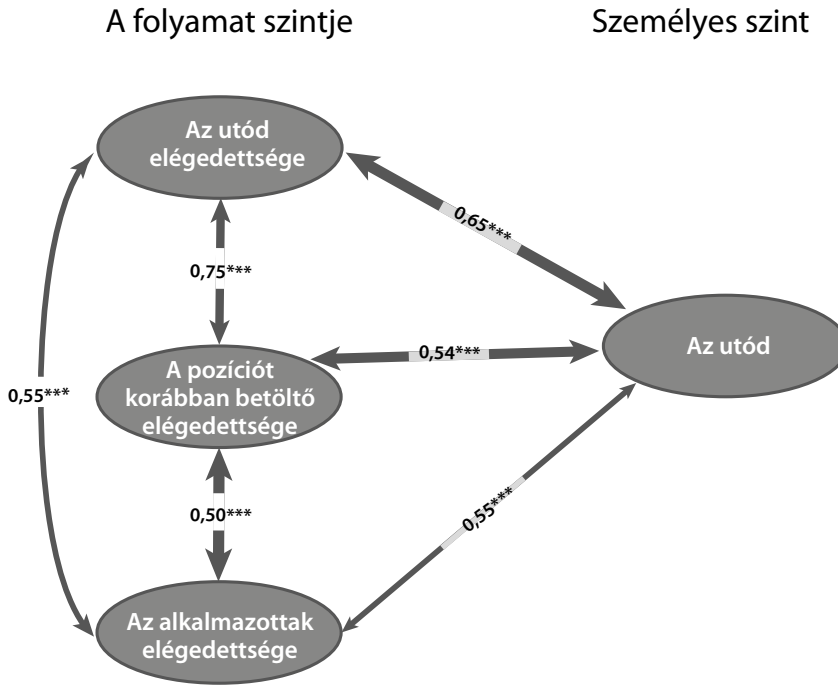 A folyamat szintje
Személyes szint
Az utód
elégedettsége
0,65***
0,75***
Az utód
0,54***
A pozíciót
korábban betöltő
elégedettsége
0,55***
0,50***
0,55***
Az alkalmazottak
elégedettsége